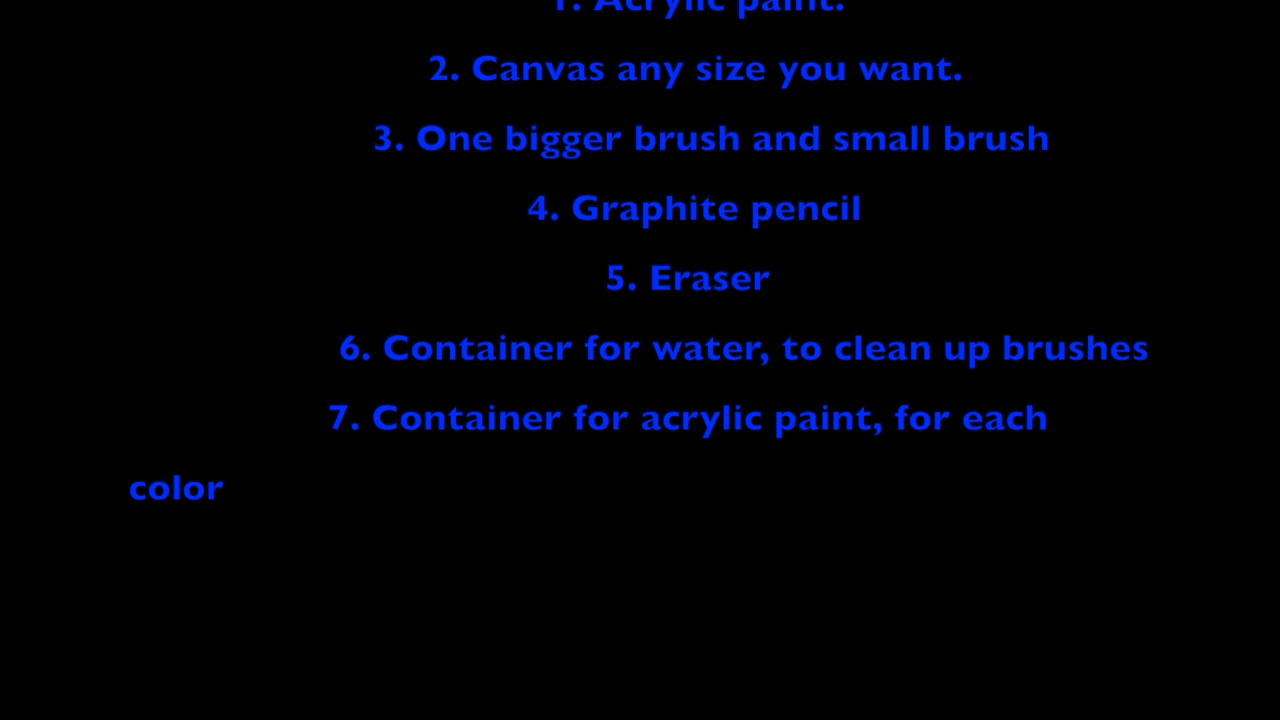 1. Acrylic paint.
2. Canvas any size you want.
3. One bigger brush and small brush
4. Graphite pencil
5. Eraser
6. Container for water, to clean up brushes
7. Container for acrylic paint, for each
color